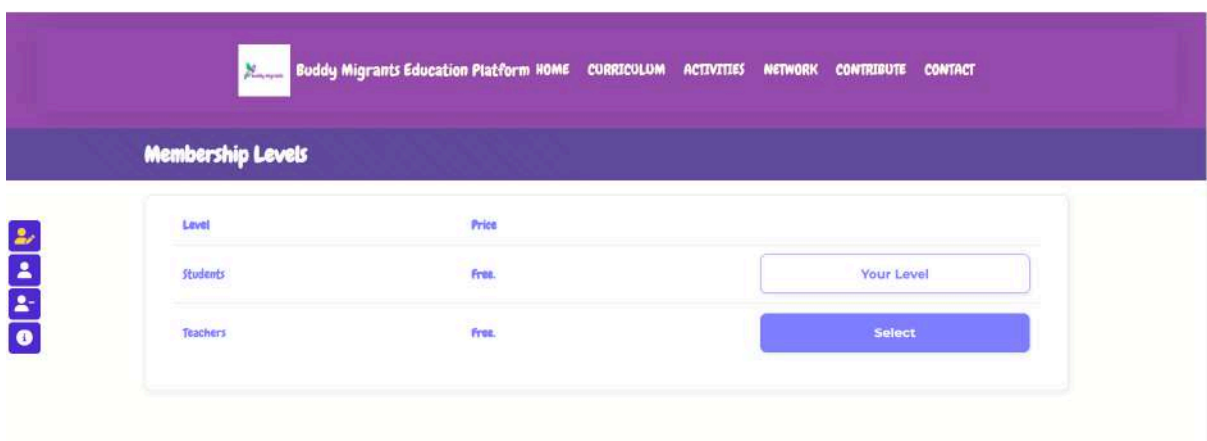 Buddy Migrants Education Platform HOME CURRICULUM ACTIVITIES NETWORK CONTRIBUTE CONTACT
Membership Levels
Level Price
Students Free. Your Level
Teachers Free. Select